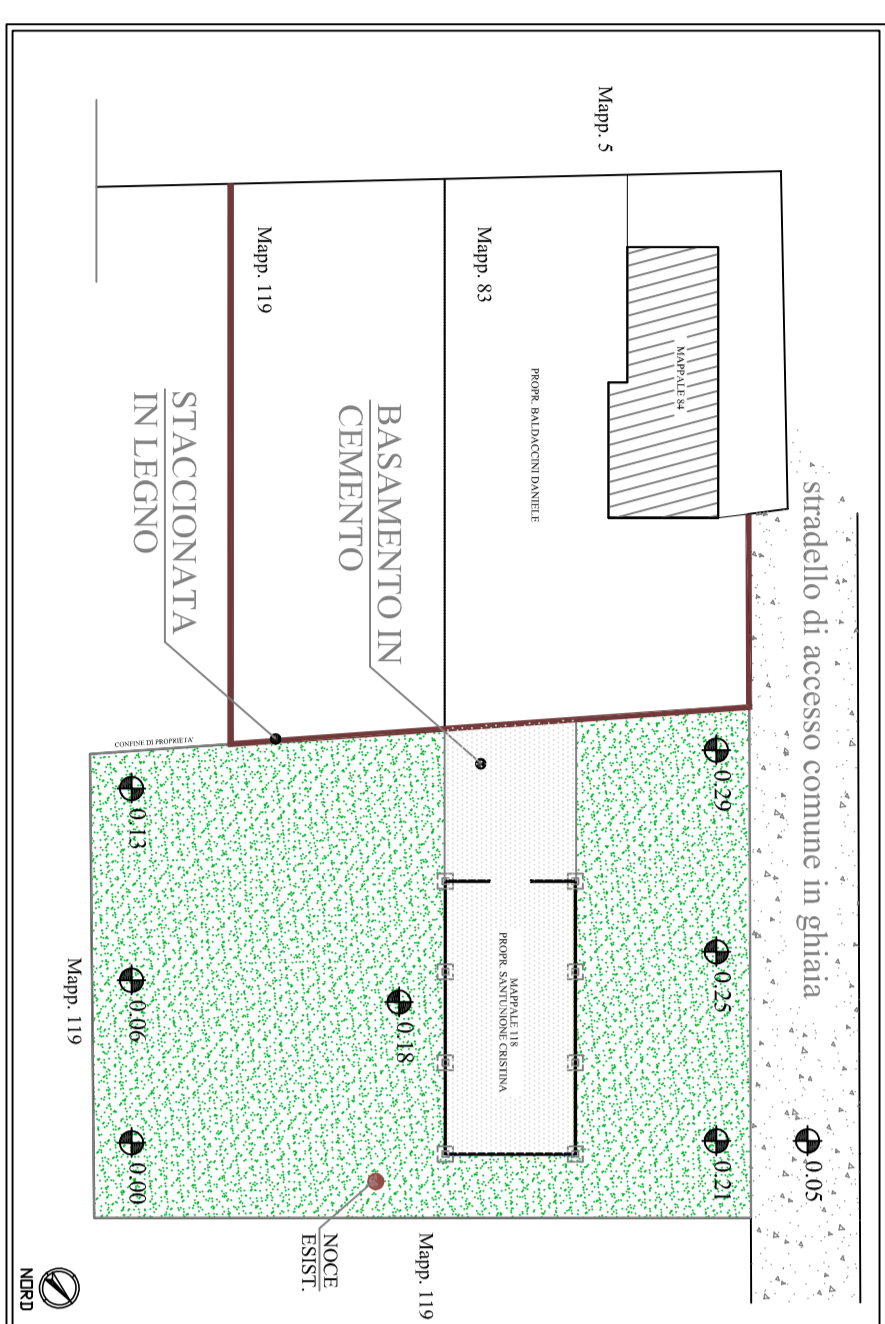 stradello di accesso comune in ghiaia
0.05
0.29
0.25
0.21
Mapp. 5
MAPPALE 84
PROPR. BALDACCINI DANIELE
Mapp. 83
MAPPALE 118
PROPR. SANTUNIONE CRISTINA
BASAMENTO IN
CEMENTO
0.18
Mapp. 119
NOCE
ESIST.
Mapp. 119
STACCIONATA
IN LEGNO
CONFINE DI PROPRIETA'
0.13
0.06
0.00
Mapp. 119
NORD